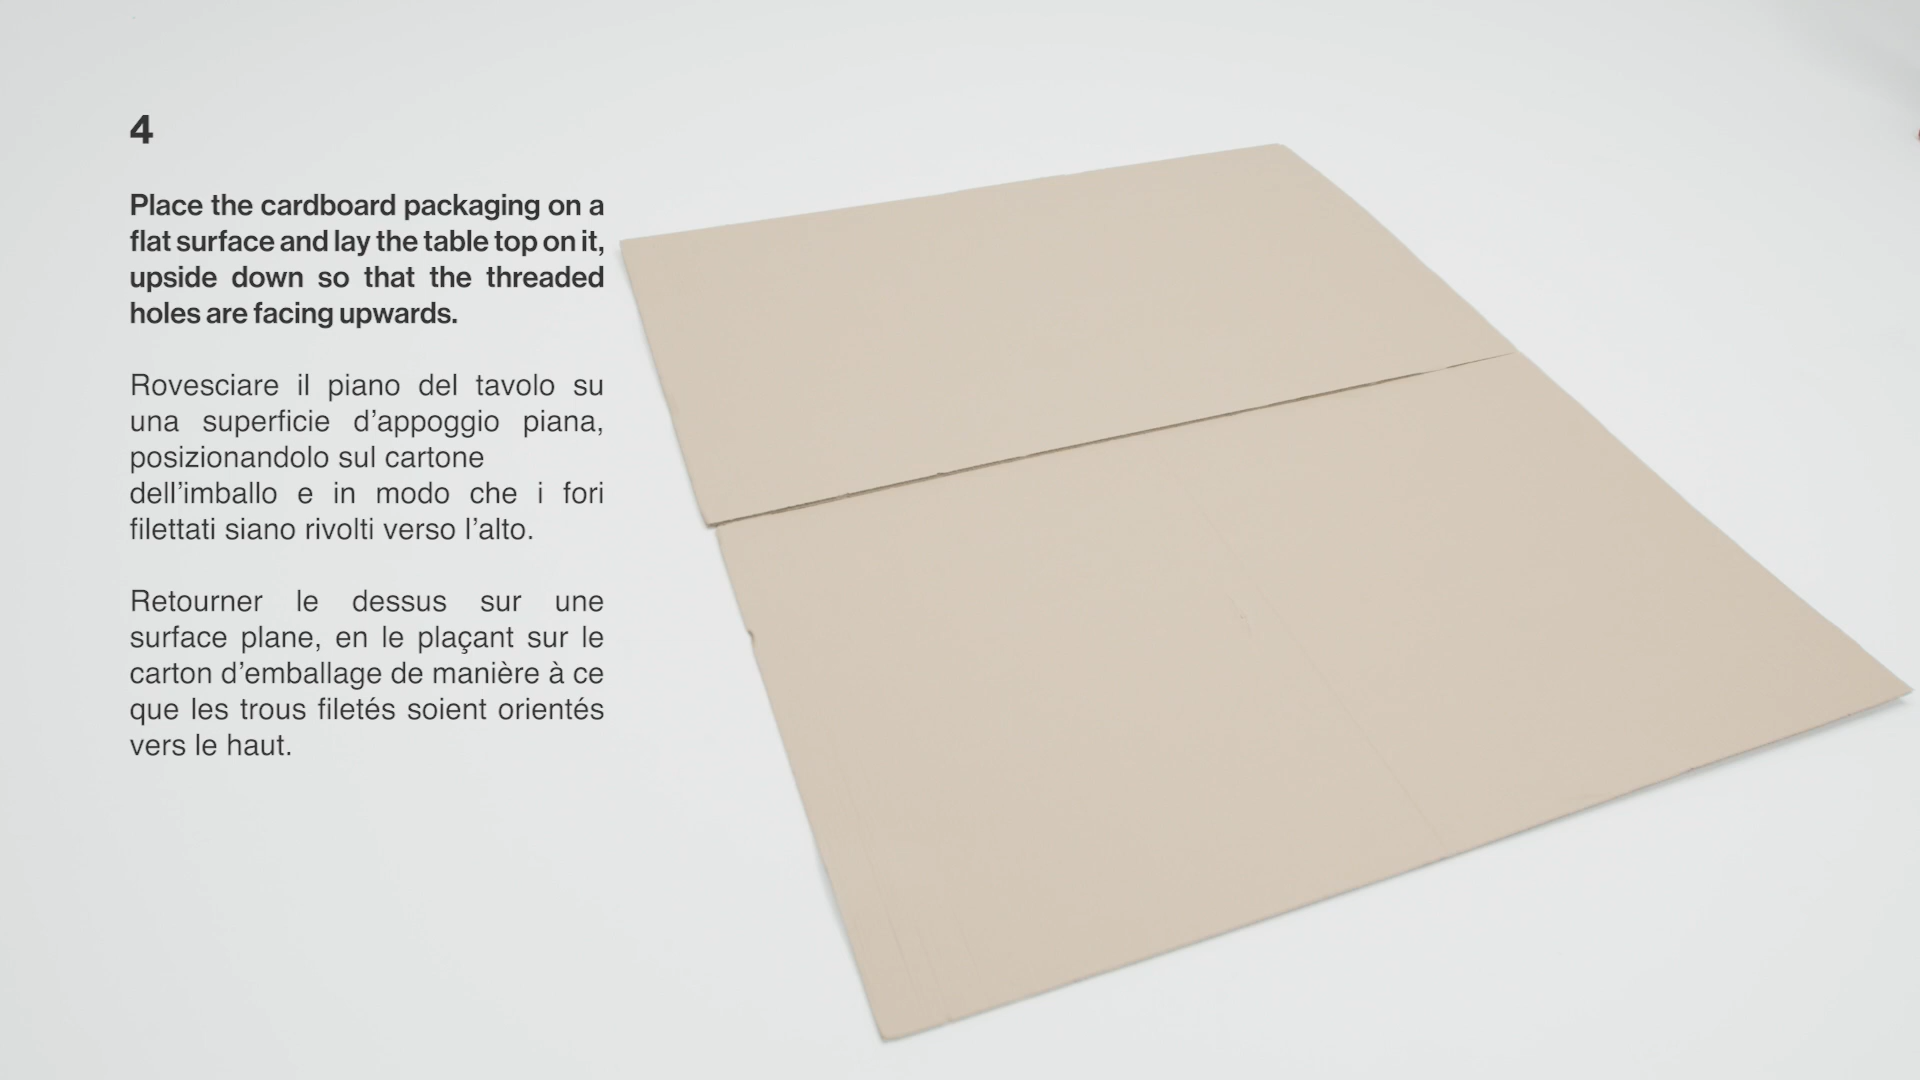 4
Place the cardboard packaging on a
flat surface and lay the table top on it,
upside down so that the threaded
holes are facing upwards.
Rovesciare il piano del tavolo su
una superficie d’appoggio piana,
posizionandolo sul cartone
dell’imballo e in modo che i fori
filettati siano rivolti verso l’alto.
Retourner le dessus sur une
surface plane, en le plaçant sur le
carton d’emballage de manière à ce
que les trous filetés soient orientés
vers le haut.